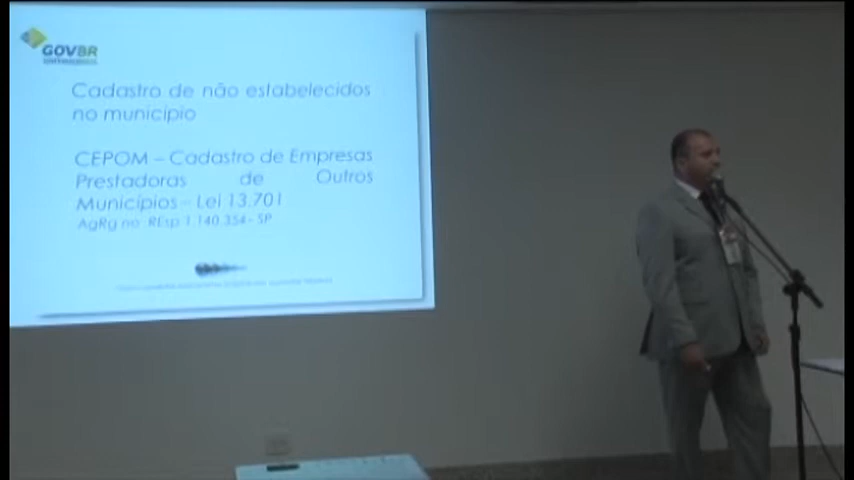 GOVBR
Cadastro de não estabelecidos
no município
CEPOM – Cadastro de Empresas
Prestadoras de Outros
Municípios – Lei 13.701
AgRg no REsp 1.140.354 - SP